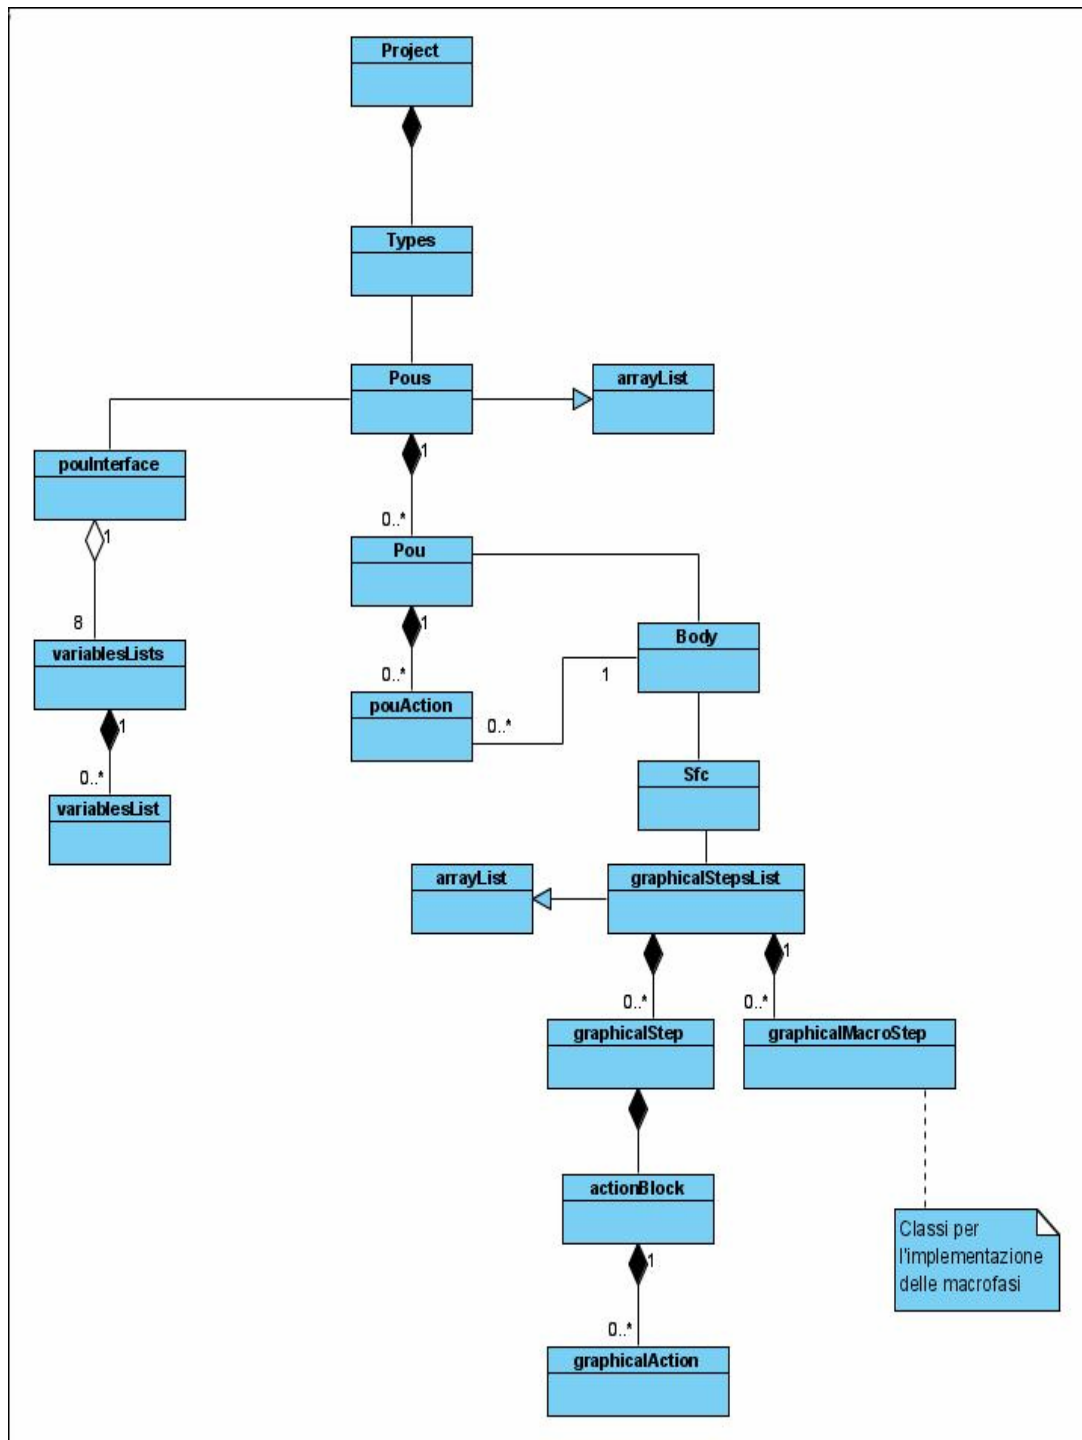 Project
Types
Pous
arrayList
pouInterface
1
1
0..*
Pou
1
8
variablesLists
Body
1
0..*
pouAction
1
0..*
0..*
variablesList
Sfc
arrayList
graphicalStepsList
1
0..*
0..*
graphicalStep
graphicalMacroStep
actionBlock
Classi per
l'implementazione
delle macrofasi
1
0..*
graphicalAction